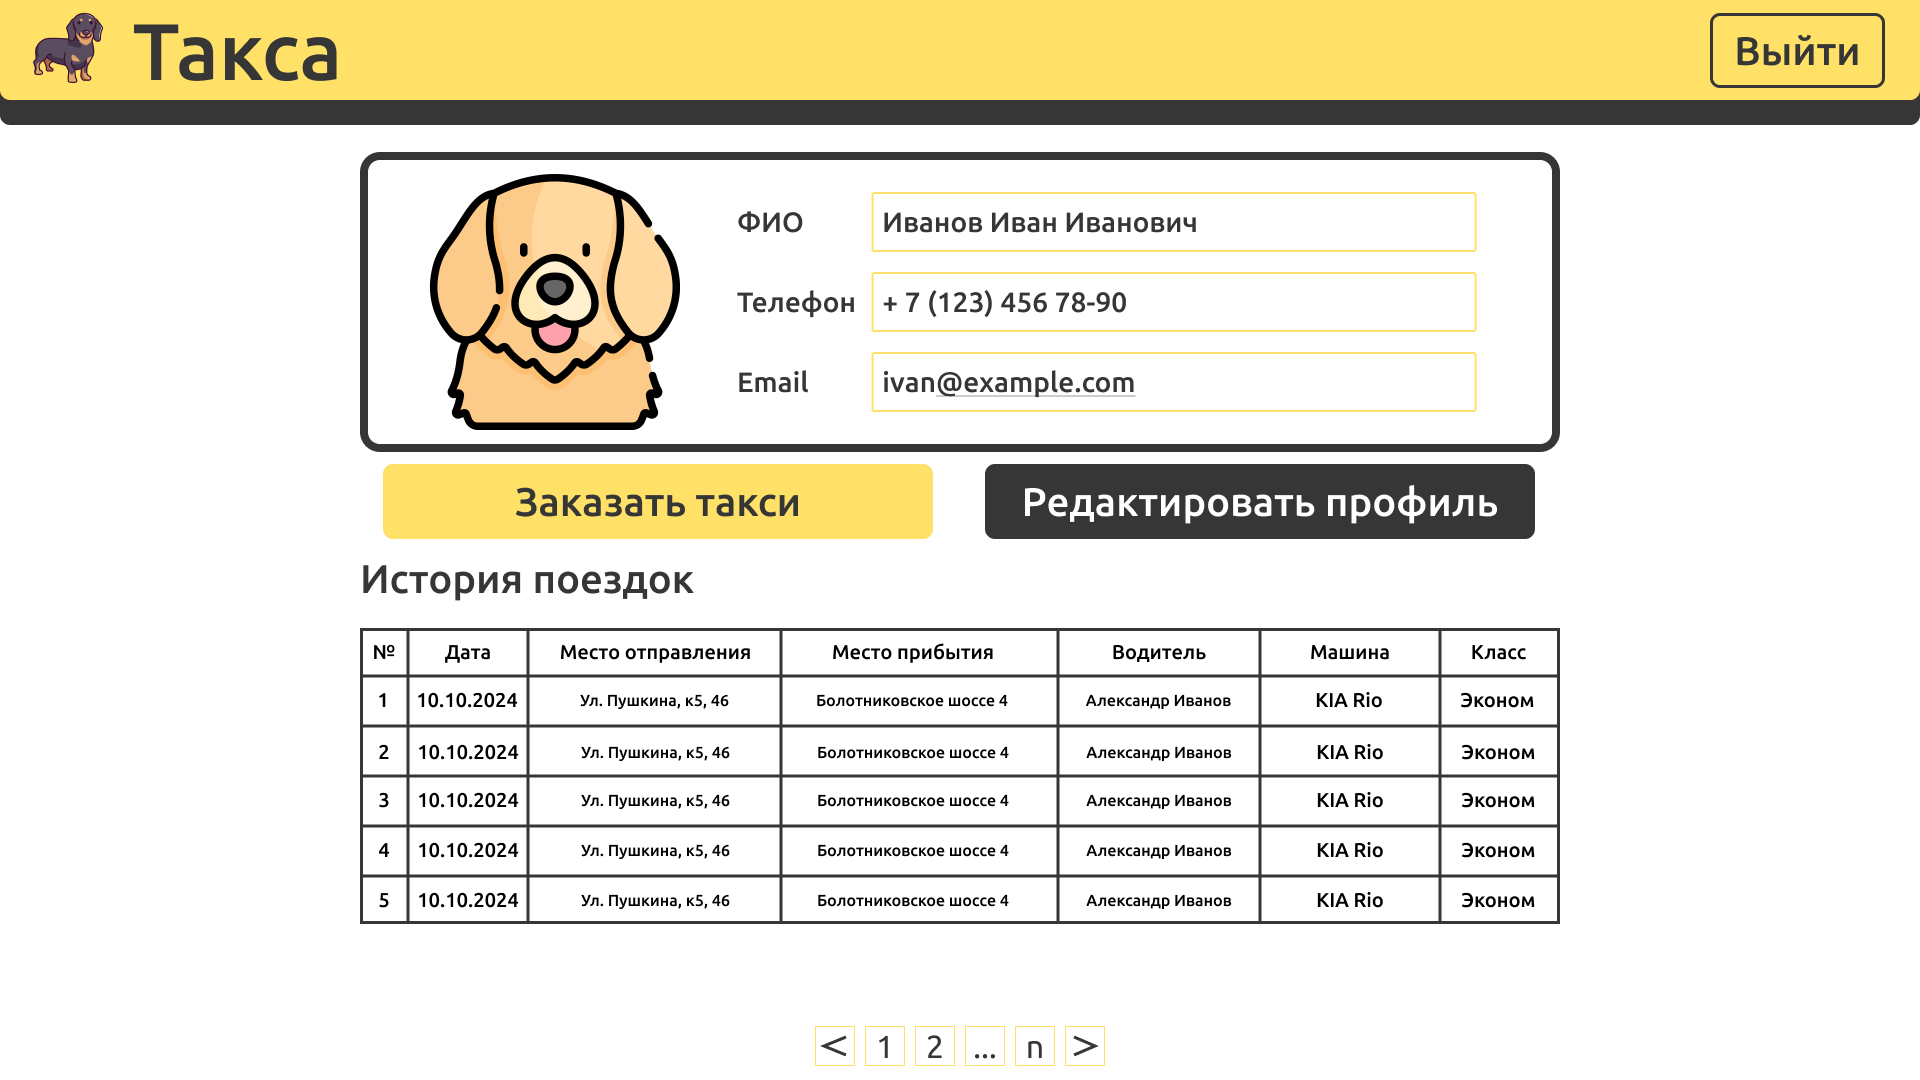 Такса
Выйти
ФИО Иванов Иван Иванович
Телефон + 7 (123) 456 78-90
Email ivan@example.com
Заказать такси Редактировать профиль
История поездок
№ Дата Место отправления Место прибытия Водитель Машина Класс
1 10.10.2024 Ул. Пушкина, к5, 46 Болотниковское шоссе 4 Александр Иванов KIA Rio Эконом
2 10.10.2024 Ул. Пушкина, к5, 46 Болотниковское шоссе 4 Александр Иванов KIA Rio Эконом
3 10.10.2024 Ул. Пушкина, к5, 46 Болотниковское шоссе 4 Александр Иванов KIA Rio Эконом
4 10.10.2024 Ул. Пушкина, к5, 46 Болотниковское шоссе 4 Александр Иванов KIA Rio Эконом
5 10.10.2024 Ул. Пушкина, к5, 46 Болотниковское шоссе 4 Александр Иванов KIA Rio Эконом
< 1 2 ... n >